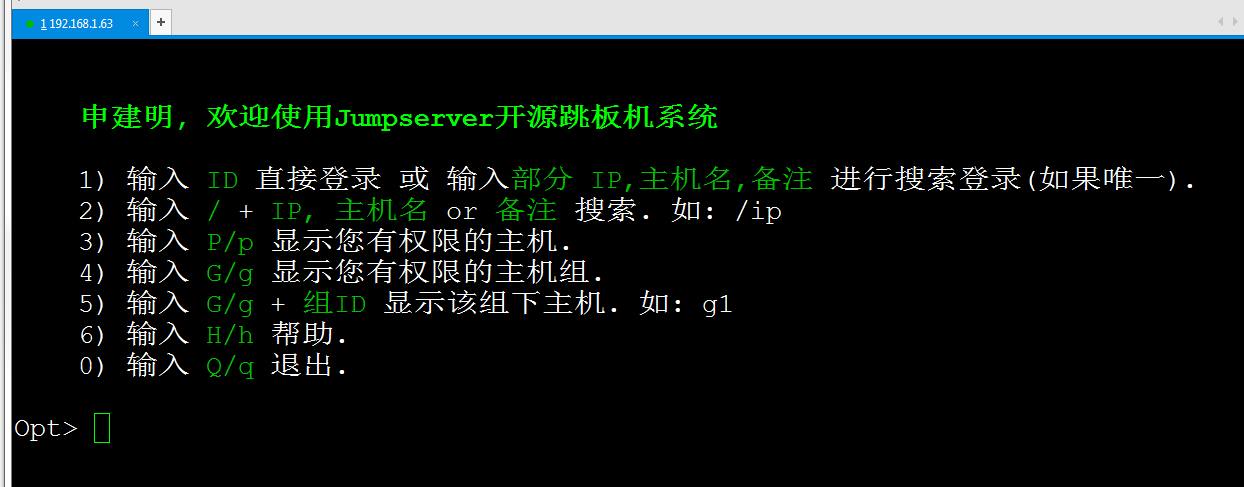 1 192.168.1.63 × +
申建明, 欢迎使用Jumpserver开源跳板机系统
1) 输入 ID 直接登录 或 输入部分 IP,主机名,备注 进行搜索登录(如果唯一).
2) 输入 / + IP, 主机名 or 备注 搜索. 如: /ip
3) 输入 P/p 显示您有权限的主机.
4) 输入 G/g 显示您有权限的主机组.
5) 输入 G/g + 组ID 显示该组下主机. 如: g1
6) 输入 H/h 帮助.
0) 输入 Q/q 退出.
Opt>